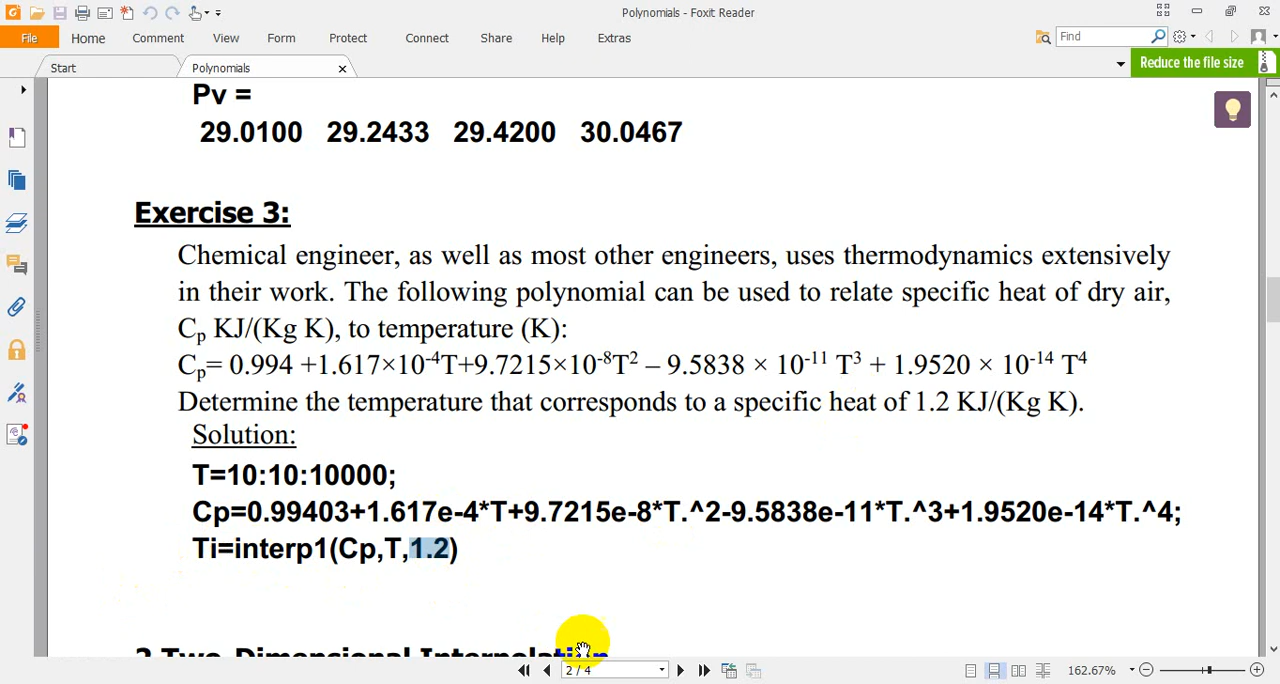 Polynomials - Foxit Reader
File Home Comment View Form Protect Connect Share Help Extras Find
Start Polynomials Reduce the file size
Pv =
29.0100 29.2433 29.4200 30.0467
Exercise 3:
Chemical engineer, as well as most other engineers, uses thermodynamics extensively
in their work. The following polynomial can be used to relate specific heat of dry air,
Cₚ KJ/(Kg K), to temperature (K):
Cₚ= 0.994 +1.617×10⁻⁴T+9.7215×10⁻⁸T² – 9.5838 × 10⁻¹¹ T³ + 1.9520 × 10⁻¹⁴ T⁴
Determine the temperature that corresponds to a specific heat of 1.2 KJ/(Kg K).
Solution:
T=10:10:10000;
Cp=0.99403+1.617e-4*T+9.7215e-8*T.^2-9.5838e-11*T.^3+1.9520e-14*T.^4;
Ti=interp1(Cp,T,1.2)
2 Two-Dimensional Interpolation
2 / 4 162.67%